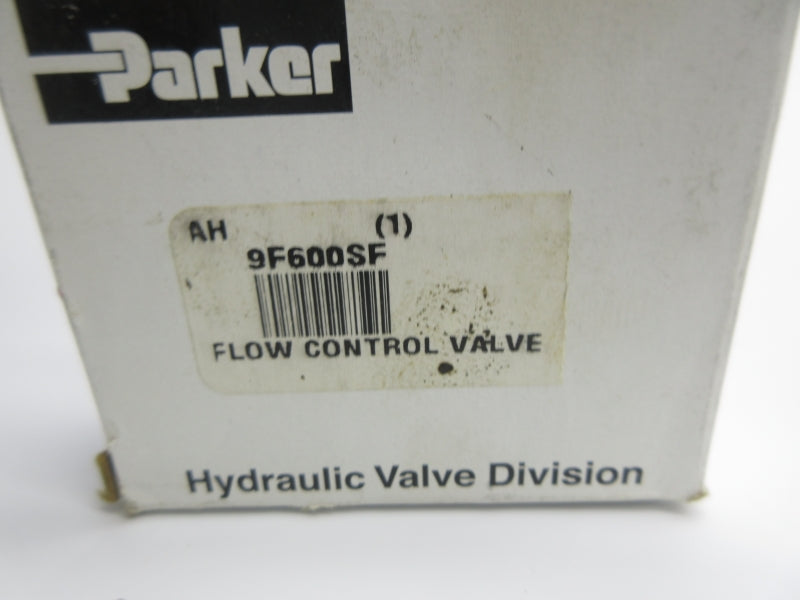 Parker
AH (1)
9F600SF
FLOW CONTROL VALVE
Hydraulic Valve Division